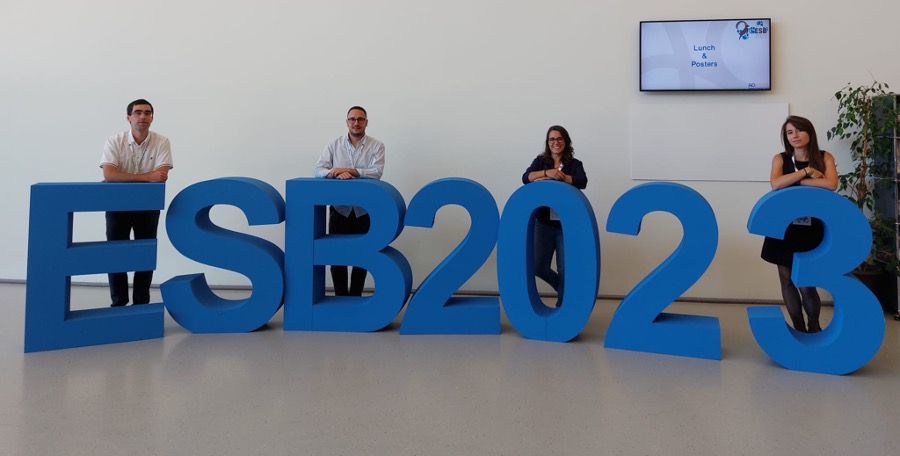 Lunch
&
Posters
ESB
ESB2023